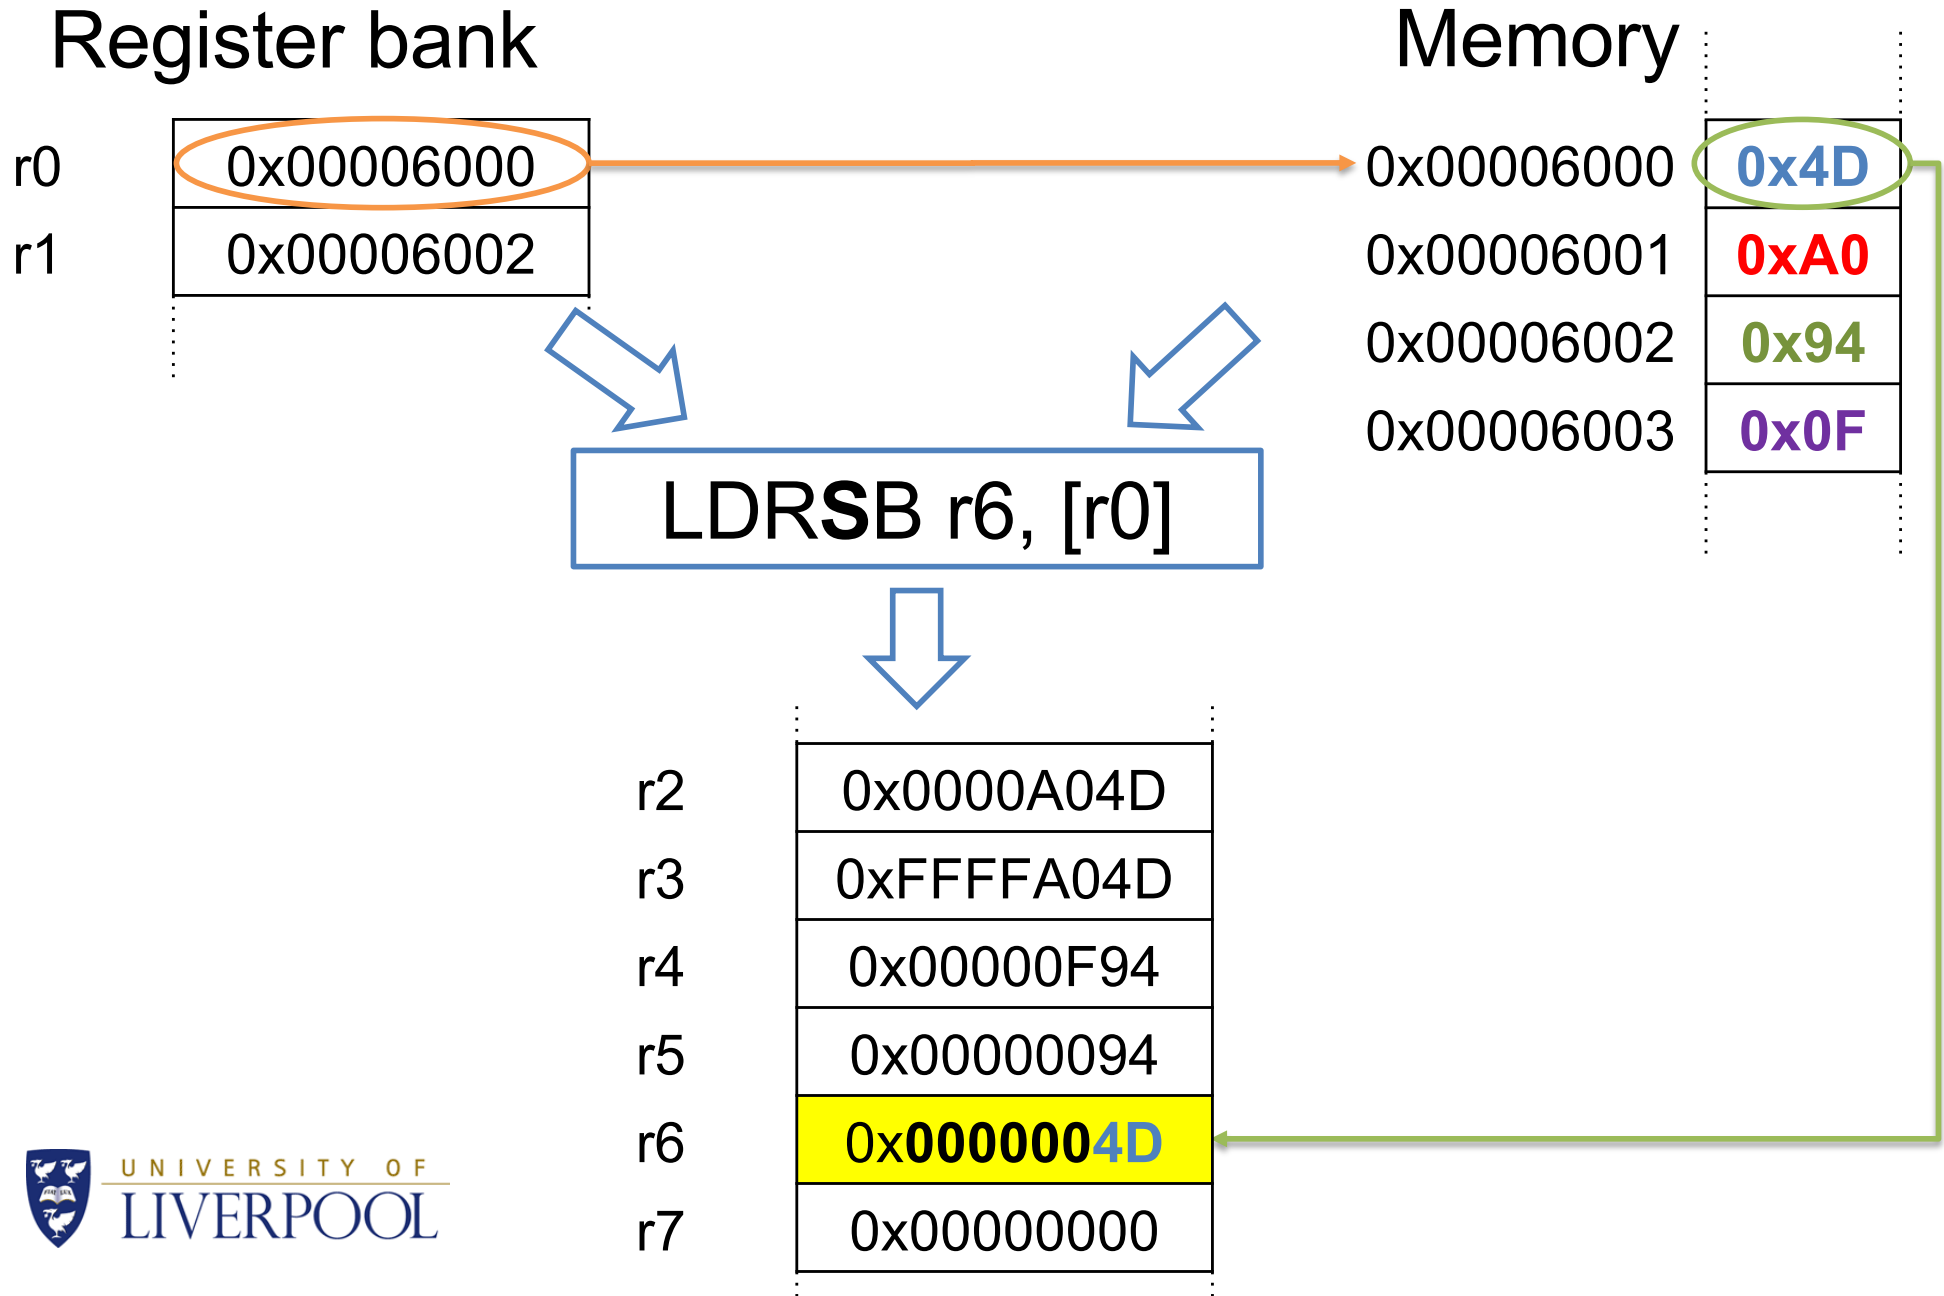 Register bank
Memory
r0 0x00006000
r1 0x00006002
0x00006000 0x4D
0x00006001 0xA0
0x00006002 0x94
0x00006003 0x0F
LDRSB r6, [r0]
r2 0x0000A04D
r3 0xFFFFA04D
r4 0x00000F94
r5 0x00000094
r6 0x0000004D
r7 0x00000000
UNIVERSITY OF
LIVERPOOL